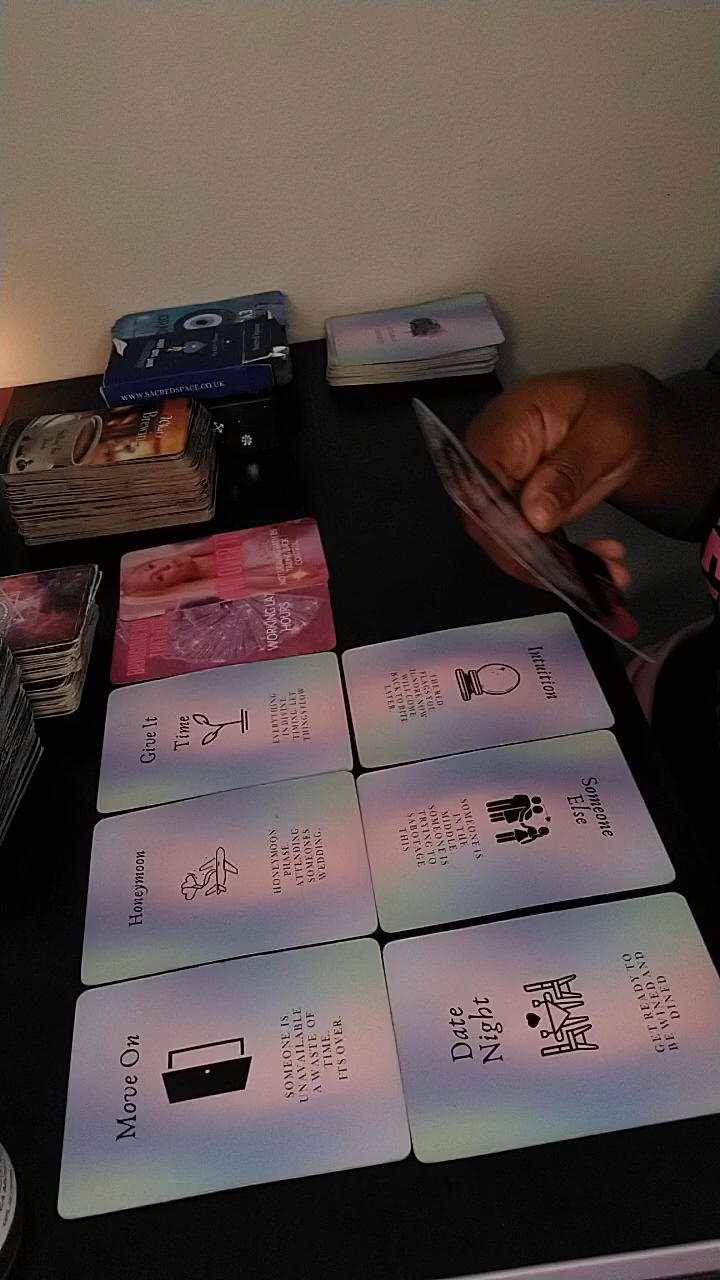 WWW.SACREDSPACE.CO.UK
WORKING LATE
HOURS
Give It
Time
EVERYTHING
IN DIVINE
TIMING. LET
THINGS FLOW
Intuition
THE RED
FLAGS YOU
IGNORE NOW
WILL COME
BACK TO BITE
LATER
Honeymoon
HONEYMOON
PHASE.
ATTENDING
SOMEONES
WEDDING.
Someone
Else
SOMEONE IS
IN THE
MIDDLE.
SOMEONE IS
TRYING TO
SABOTAGE
THIS
Move On
SOMEONE IS
UNAVAILABLE
A WASTE OF
TIME.
ITS OVER.
Date
Night
GET READY TO
BE WINED AND
DINED